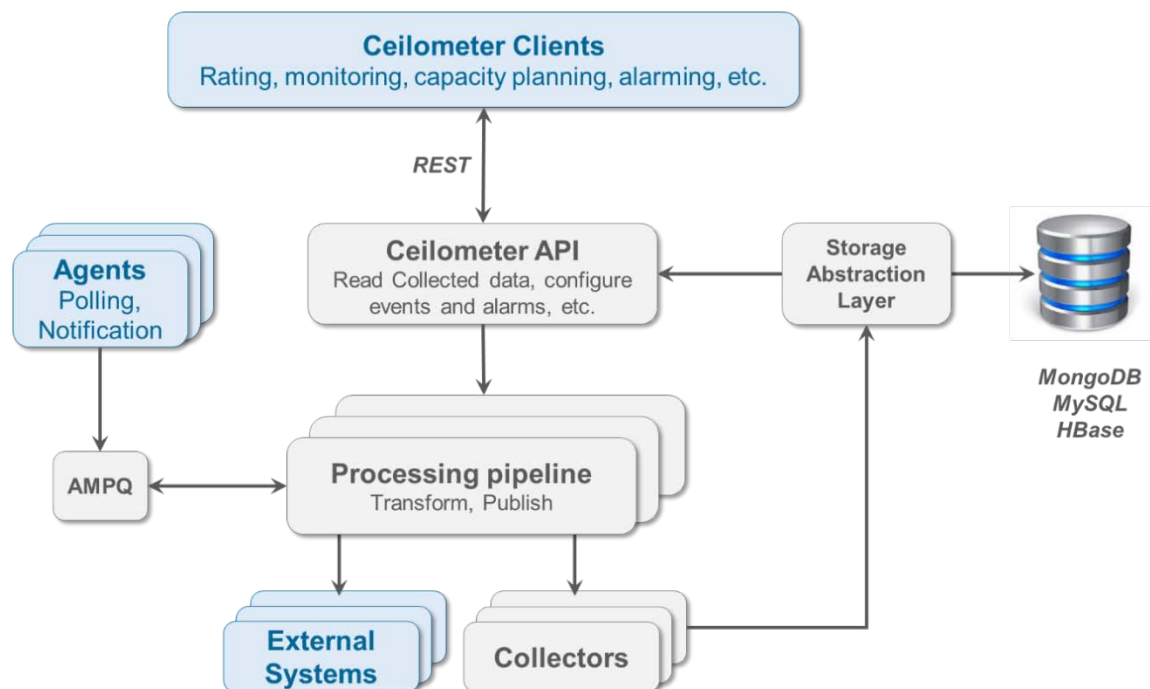 Ceilometer Clients
Rating, monitoring, capacity planning, alarming, etc.
REST
Ceilometer API
Read Collected data, configure
events and alarms, etc.
Storage
Abstraction
Layer
Agents
Polling,
Notification
MongoDB
MySQL
HBase
AMPQ
Processing pipeline
Transform, Publish
External
Systems
Collectors